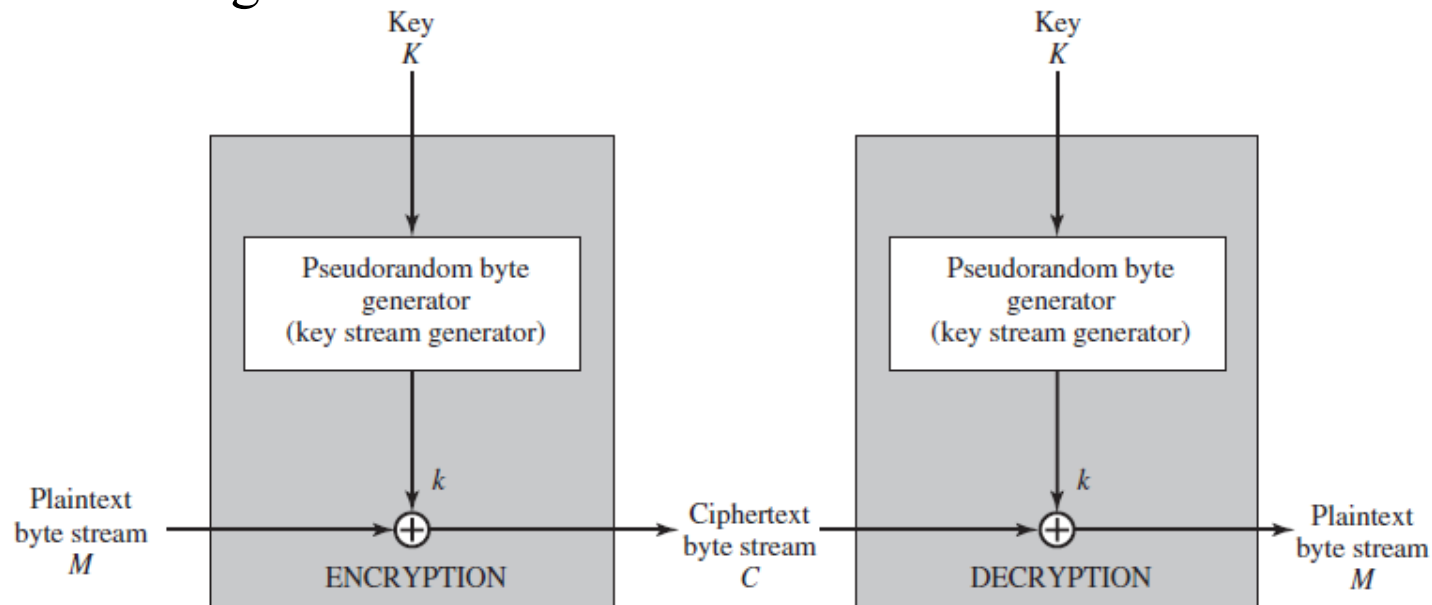 g
Key
K
Key
K
Pseudorandom byte
generator
(key stream generator)
Pseudorandom byte
generator
(key stream generator)
k
k
Plaintext
byte stream
M
Ciphertext
byte stream
C
Plaintext
byte stream
M
ENCRYPTION
DECRYPTION